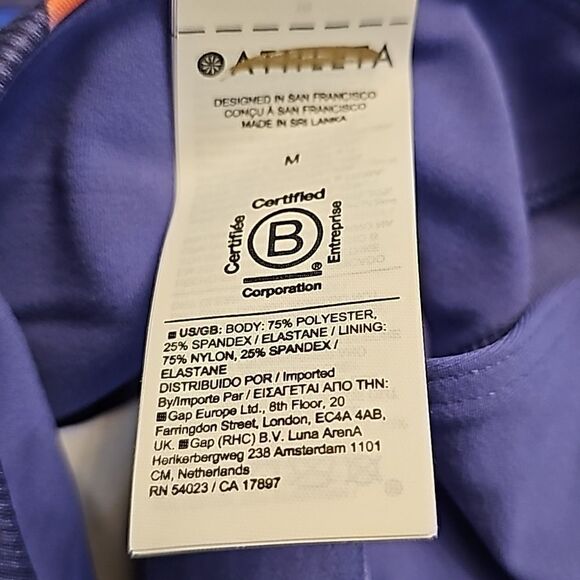 ATHLETA
DESIGNED IN SAN FRANCISCO
CONÇU À SAN FRANCISCO
MADE IN SRI LANKA
M
Certified
Certifiée
B
Entreprise
®
Corporation
US/GB: BODY: 75% POLYESTER,
25% SPANDEX / ELASTANE / LINING:
75% NYLON, 25% SPANDEX /
ELASTANE
DISTRIBUIDO POR / Imported
By/Importe Par / ΕΙΣΑΓΕΤΑΙ ΑΠΟ ΤΗΝ:
Gap Europe Ltd., 8th Floor, 20
Farringdon Street, London, EC4A 4AB,
UK. Gap (RHC) B.V. Luna ArenA
Herikerbergweg 238 Amsterdam 1101
CM, Netherlands
RN 54023 / CA 17897